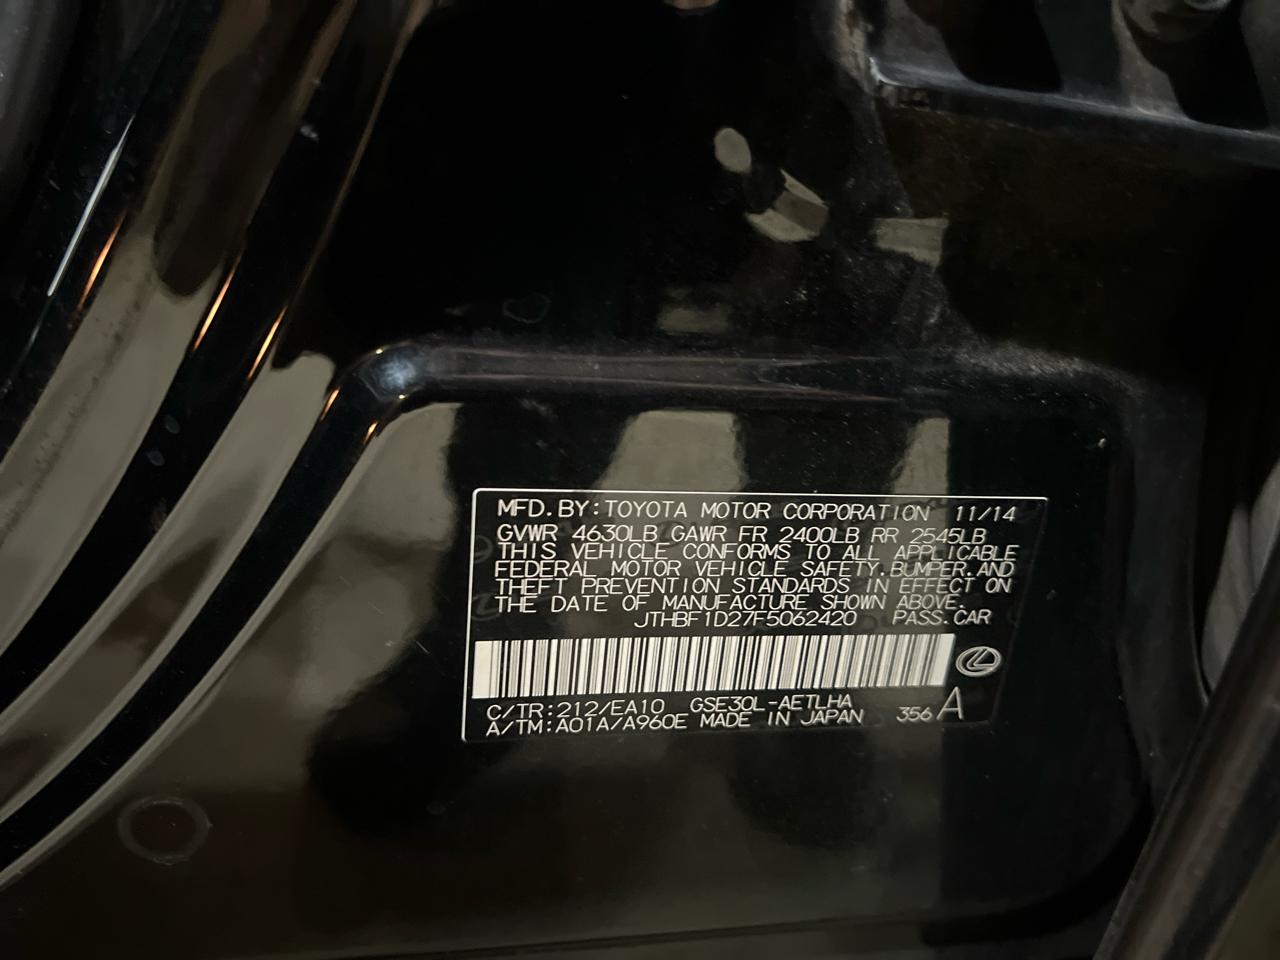 MFD. BY: TOYOTA MOTOR CORPORATION 11/14
GVWR 4630LB GAWR FR 2400LB RR 2545LB
THIS VEHICLE CONFORMS TO ALL APPLICABLE
FEDERAL MOTOR VEHICLE SAFETY, BUMPER, AND
THEFT PREVENTION STANDARDS IN EFFECT ON
THE DATE OF MANUFACTURE SHOWN ABOVE.
JTHBF1D27F5062420 PASS. CAR
C/TR: 212/EA10 GSE30L-AETLHA
A/TM: A01A/A960E MADE IN JAPAN 356 A